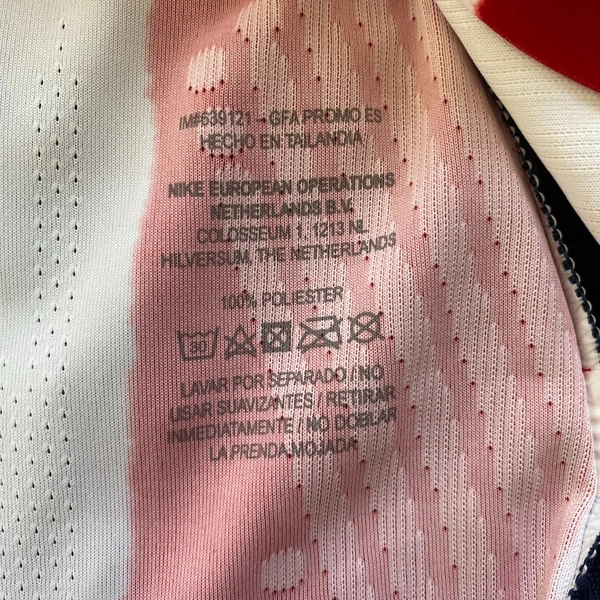 IM#639121 - GFA PROMO ES
HECHO EN TAILANDIA
NIKE EUROPEAN OPERATIONS
NETHERLANDS B.V.
COLOSSEUM 1, 1213 NL
HILVERSUM, THE NETHERLANDS
100% POLIESTER
30
LAVAR POR SEPARADO / NO
USAR SUAVIZANTES / RETIRAR
INMEDIATAMENTE / NO DOBLAR
LA PRENDA MOJADA